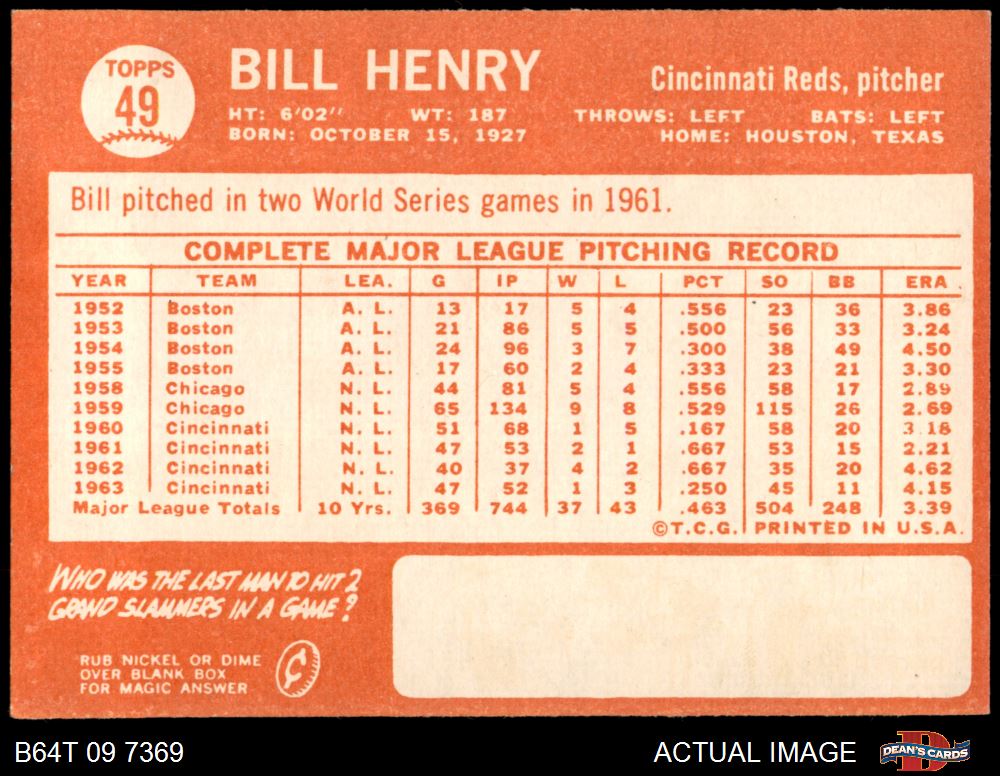 TOPPS
49
BILL HENRY
Cincinnati Reds, pitcher
HT: 6'02" WT: 187 THROWS: LEFT BATS: LEFT
BORN: OCTOBER 15, 1927 HOME: HOUSTON, TEXAS
Bill pitched in two World Series games in 1961.
COMPLETE MAJOR LEAGUE PITCHING RECORD
YEAR TEAM LEA. G IP W L PCT SO BB ERA
1952 Boston A. L. 13 17 5 4 .556 23 36 3.86
1953 Boston A. L. 21 86 5 5 .500 56 33 3.24
1954 Boston A. L. 24 96 3 7 .300 38 49 4.50
1955 Boston A. L. 17 60 2 4 .333 23 21 3.30
1958 Chicago N. L. 44 81 5 4 .556 58 17 2.89
1959 Chicago N. L. 65 134 9 8 .529 115 26 2.69
1960 Cincinnati N. L. 51 68 1 5 .167 58 20 3.18
1961 Cincinnati N. L. 47 53 2 1 .667 53 15 2.21
1962 Cincinnati N. L. 40 37 4 2 .667 35 20 4.62
1963 Cincinnati N. L. 47 52 1 3 .250 45 11 4.15
Major League Totals 10 Yrs. 369 744 37 43 .463 504 248 3.39
©T.C.G. PRINTED IN U.S.A.
WHO WAS THE LAST MAN TO HIT 2
GRAND SLAMMERS IN A GAME?
RUB NICKEL OR DIME
OVER BLANK BOX
FOR MAGIC ANSWER
B64T 09 7369 ACTUAL IMAGE DEAN'S CARDS